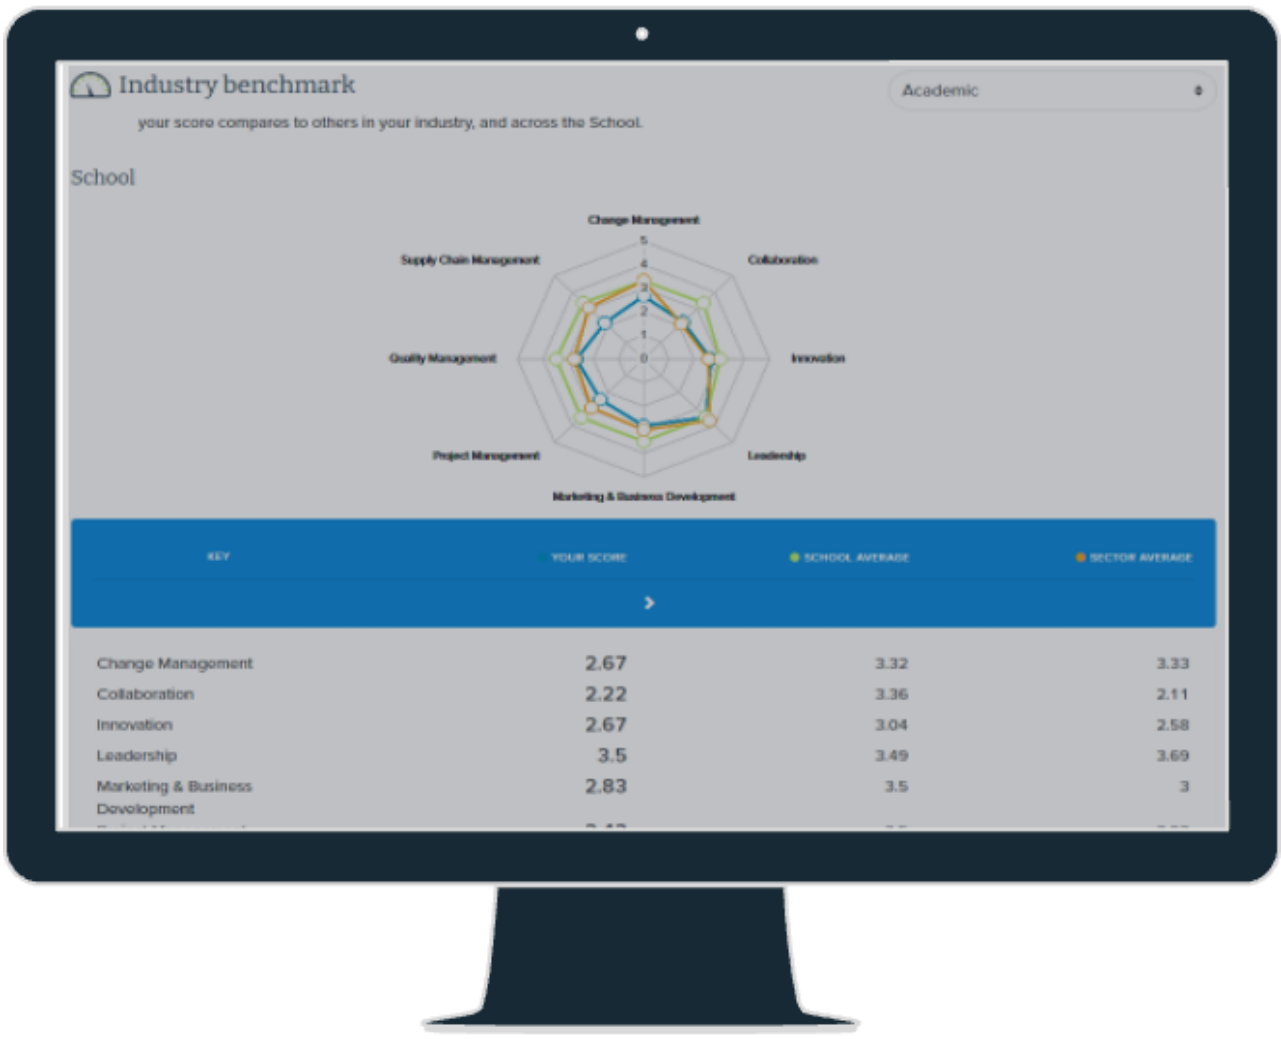 Industry benchmark
Academic
your score compares to others in your industry, and across the School.
School
Change Management
5
Supply Chain Management
4
Collaboration
3
2
1
Quality Management
0
Innovation
Project Management
Leadership
Marketing & Business Development
KEY YOUR SCORE SCHOOL AVERAGE SECTOR AVERAGE
Change Management 2.67 3.32 3.33
Collaboration 2.22 3.36 2.11
Innovation 2.67 3.04 2.58
Leadership 3.5 3.49 3.69
Marketing & Business 2.83 3.5 3
Development